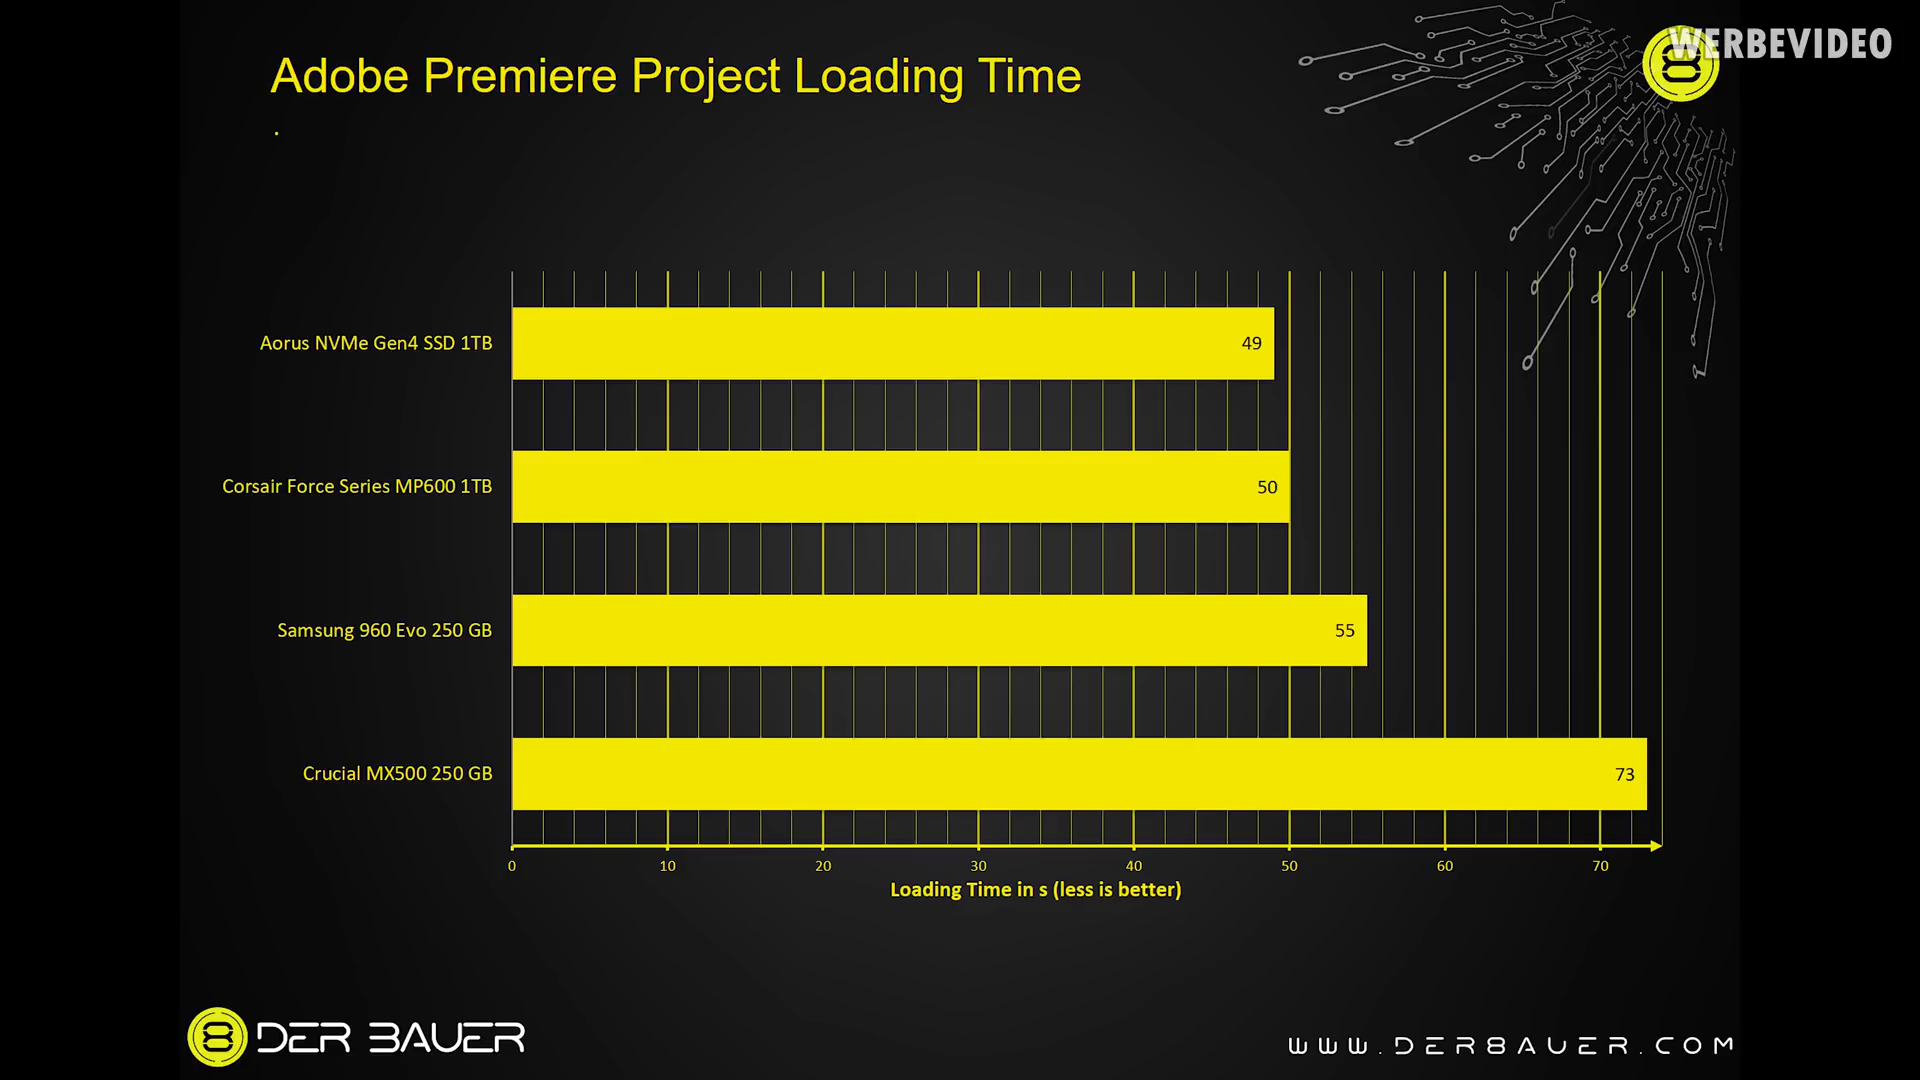 WERBEVIDEO
Adobe Premiere Project Loading Time
.
Aorus NVMe Gen4 SSD 1TB
49
Corsair Force Series MP600 1TB
50
Samsung 960 Evo 250 GB
55
Crucial MX500 250 GB
73
0 10 20 30 40 50 60 70
Loading Time in s (less is better)
DER 8AUER
WWW.DER8AUER.COM